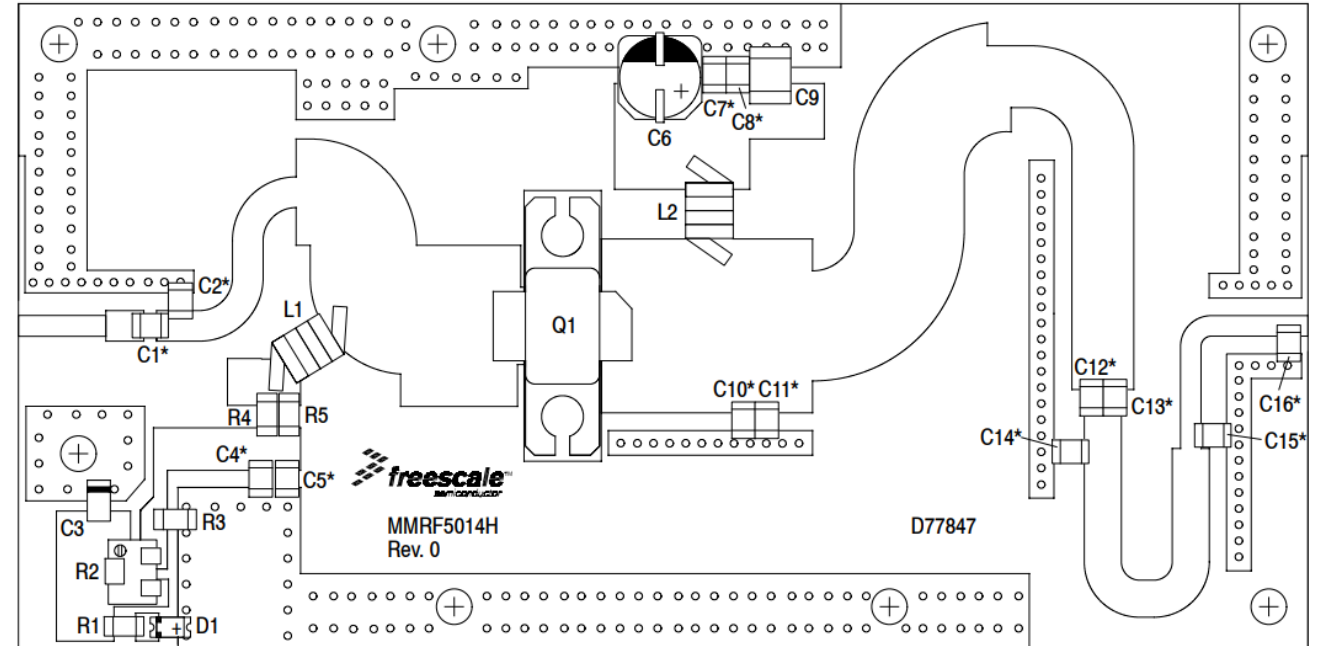 C7*
C8*
C9
C6
L2
C2*
L1
Q1
C1*
C10* C11*
C12*
C13*
C16*
R4
R5
C14*
C15*
C4*
C5*
freescale™
semiconductor
C3
R3
MMRF5014H
D77847
Rev. 0
R2
R1
D1